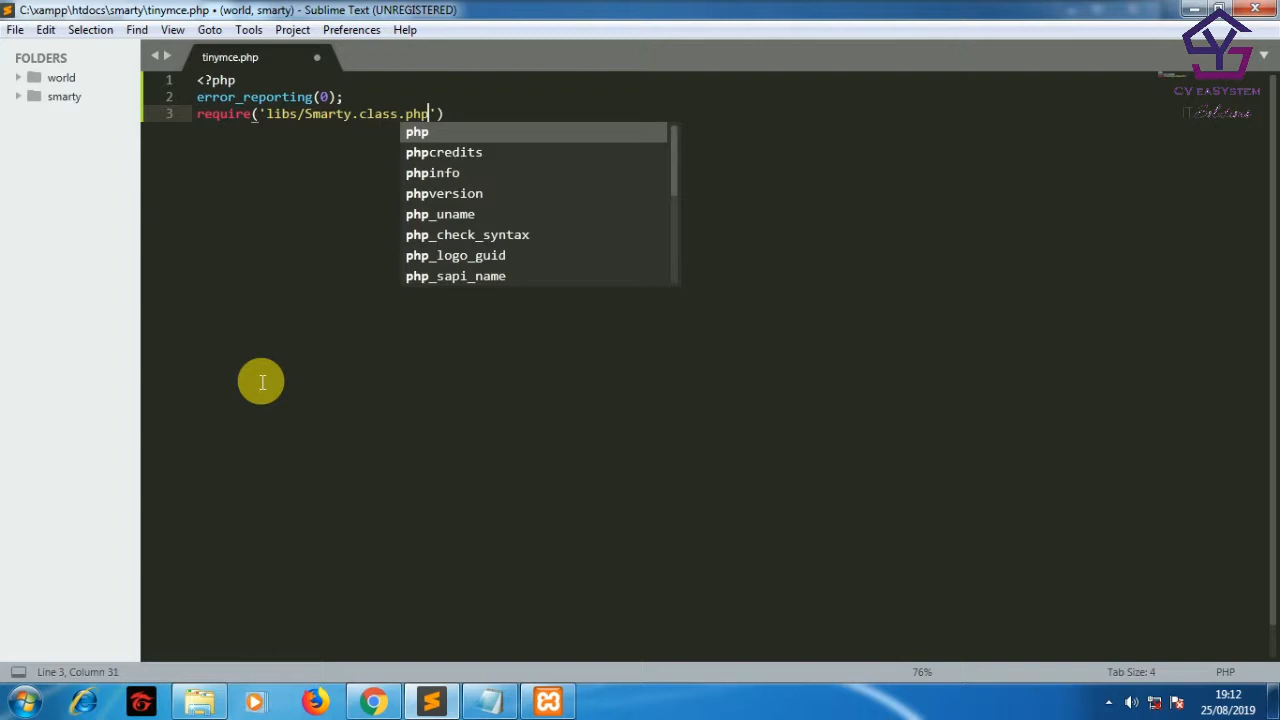 C:\xampp\htdocs\smarty\tinymce.php • (world, smarty) - Sublime Text (UNREGISTERED)
File Edit Selection Find View Goto Tools Project Preferences Help
CV EASYSTEM
IT Solutions
FOLDERS
world
smarty
tinymce.php
1 <?php
2 error_reporting(0);
3 require('libs/Smarty.class.php')
php
phpcredits
phpinfo
phpversion
php_uname
php_check_syntax
php_logo_guid
php_sapi_name
Line 3, Column 31 76% Tab Size: 4 PHP
19:12
25/08/2019